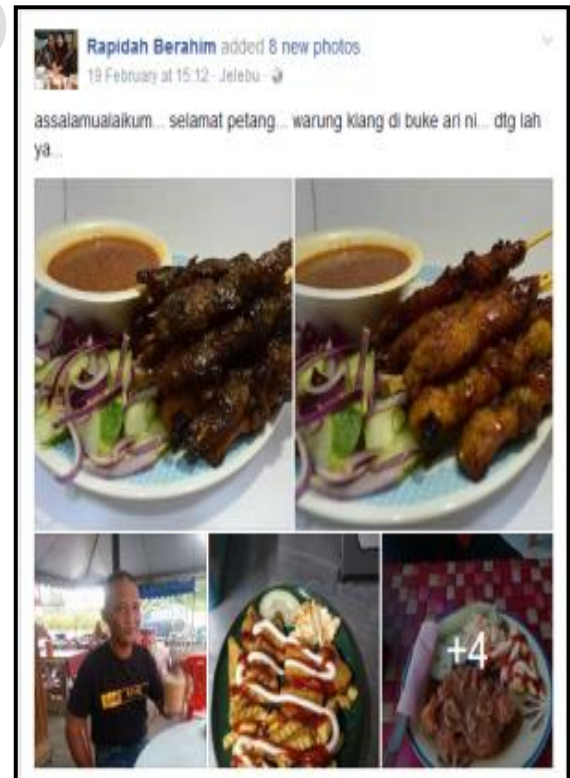 Rapidah Berahim added 8 new photos
19 February at 15:12 · Jelebu ·
assalamualaikum... selamat petang... warung klang di buke ari ni... dtg lah
ya...
+4